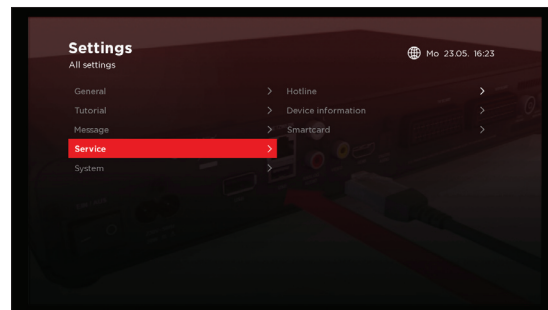 Settings
All settings
Mo 23.05. 16:23
General
Tutorial
Message
Service
System
Hotline
Device information
Smartcard